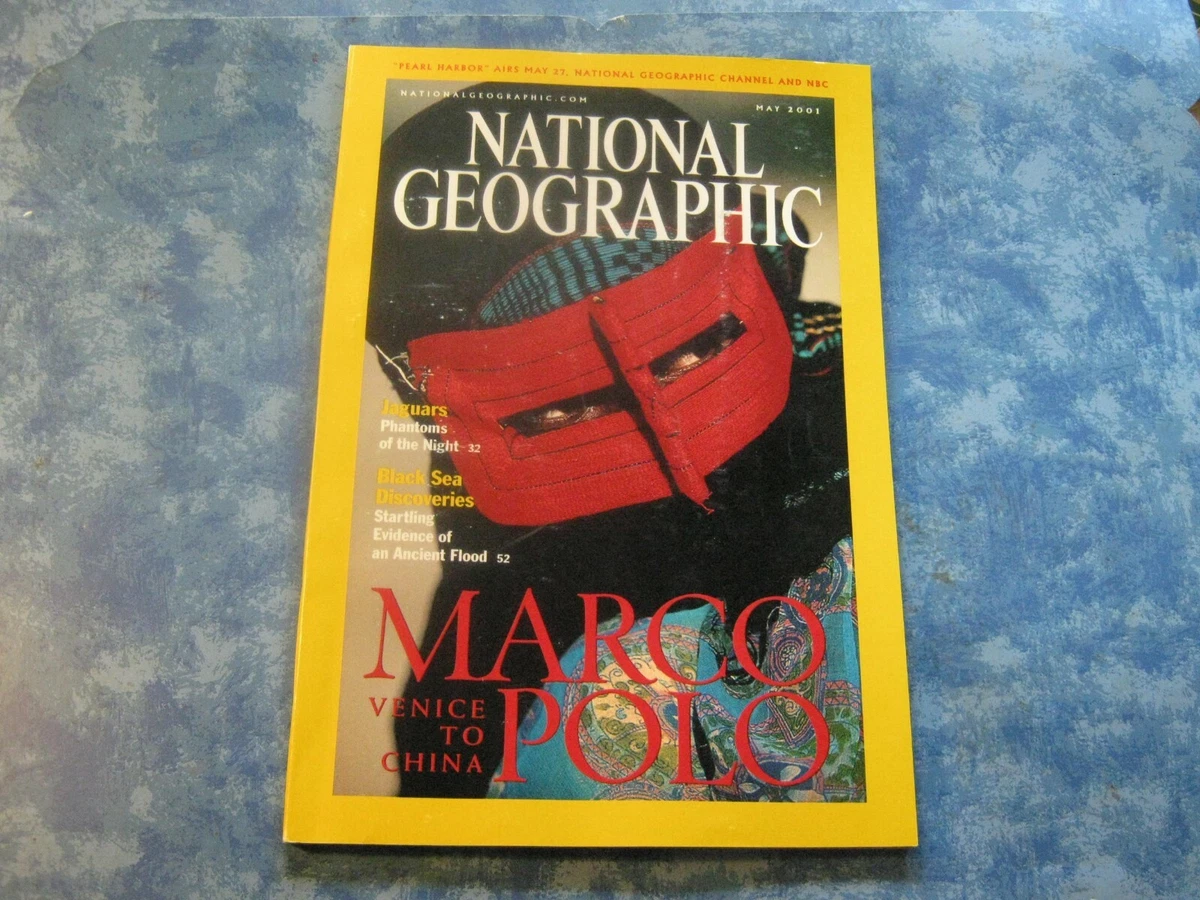 "PEARL HARBOR" AIRS MAY 27, NATIONAL GEOGRAPHIC CHANNEL AND NBC
NATIONALGEOGRAPHIC.COM
MAY 2001
NATIONAL
GEOGRAPHIC
Jaguars
Phantoms
of the Night 32
Black Sea
Discoveries
Startling
Evidence of
an Ancient Flood 52
MARCO
POLO
VENICE
TO
CHINA